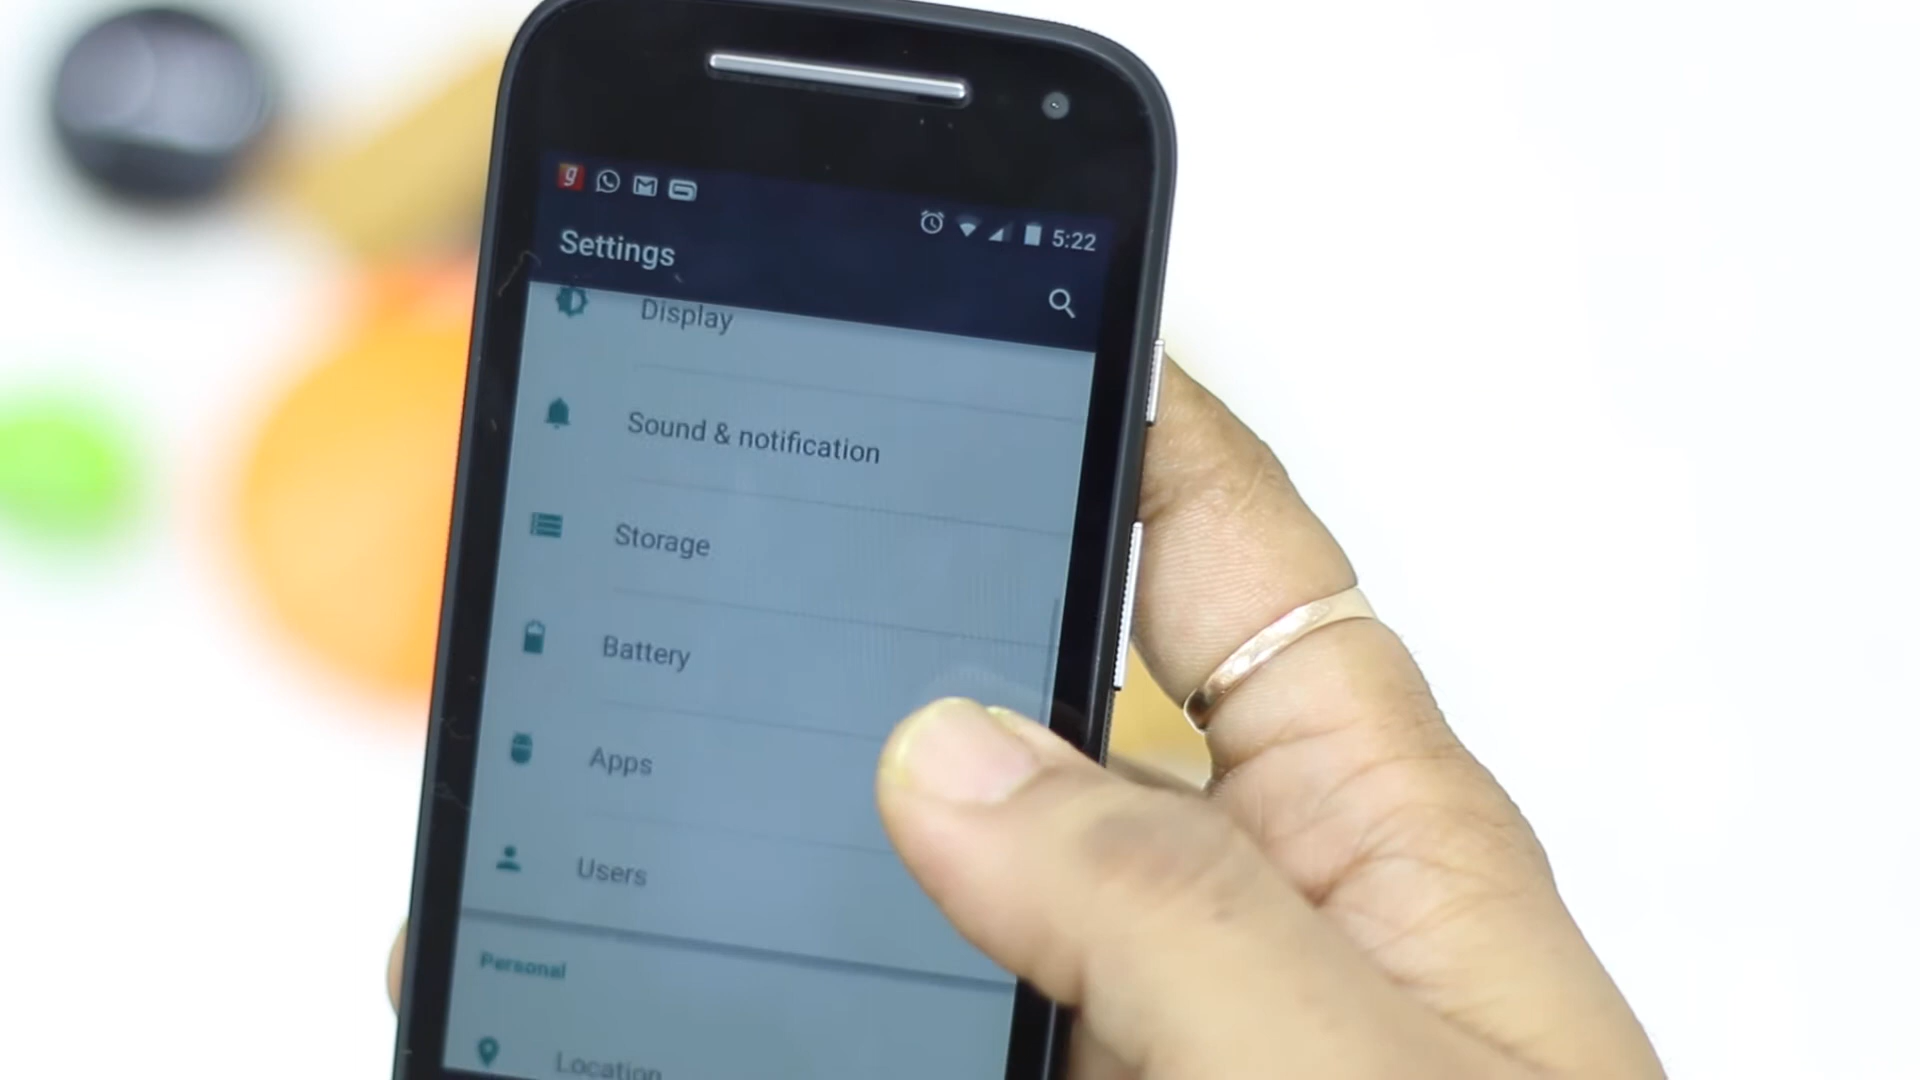 g
5:22
Settings
Display
Sound & notification
Storage
Battery
Apps
Users
Personal
Location